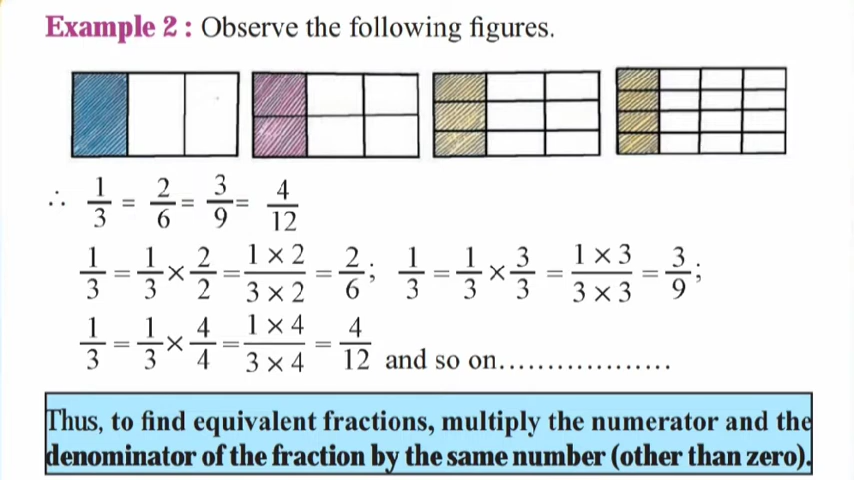 Example 2 : Observe the following figures.
∴ 1/3 = 2/6 = 3/9 = 4/12
1/3 = 1/3 × 2/2 = (1 × 2)/(3 × 2) = 2/6; 1/3 = 1/3 × 3/3 = (1 × 3)/(3 × 3) = 3/9;
1/3 = 1/3 × 4/4 = (1 × 4)/(3 × 4) = 4/12 and so on..................
Thus, to find equivalent fractions, multiply the numerator and the
denominator of the fraction by the same number (other than zero).